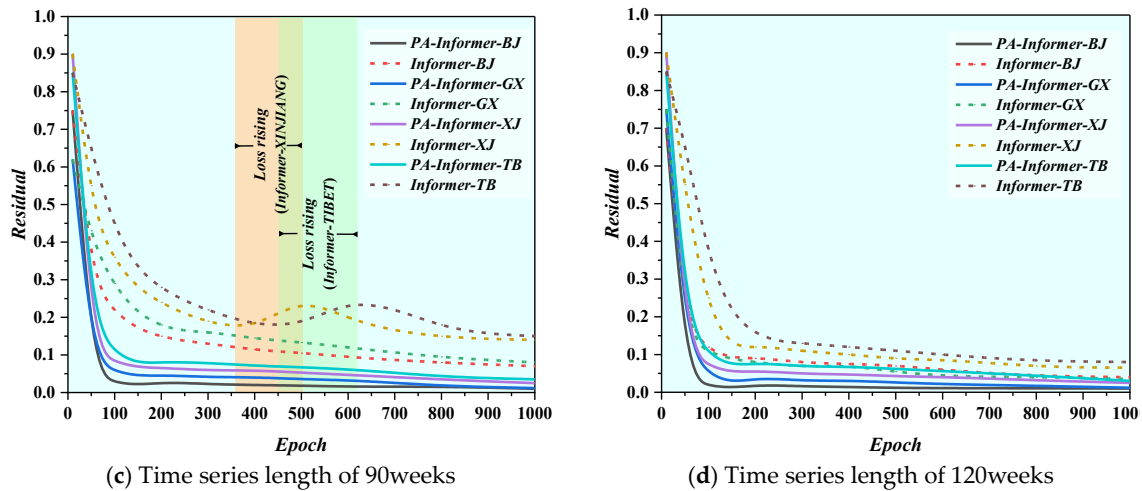 1.0
0.9
0.8
0.7
0.6
0.5
0.4
0.3
0.2
0.1
0.0
Residual
0 100 200 300 400 500 600 700 800 900 1000
Epoch
PA-Informer-BJ
Informer-BJ
PA-Informer-GX
Informer-GX
PA-Informer-XJ
Informer-XJ
PA-Informer-TB
Informer-TB
Loss rising
(Informer-XINJIANG)
Loss rising
(Informer-TIBET)
(c) Time series length of 90weeks
1.0
0.9
0.8
0.7
0.6
0.5
0.4
0.3
0.2
0.1
0.0
Residual
0 100 200 300 400 500 600 700 800 900 1000
Epoch
PA-Informer-BJ
Informer-BJ
PA-Informer-GX
Informer-GX
PA-Informer-XJ
Informer-XJ
PA-Informer-TB
Informer-TB
(d) Time series length of 120weeks